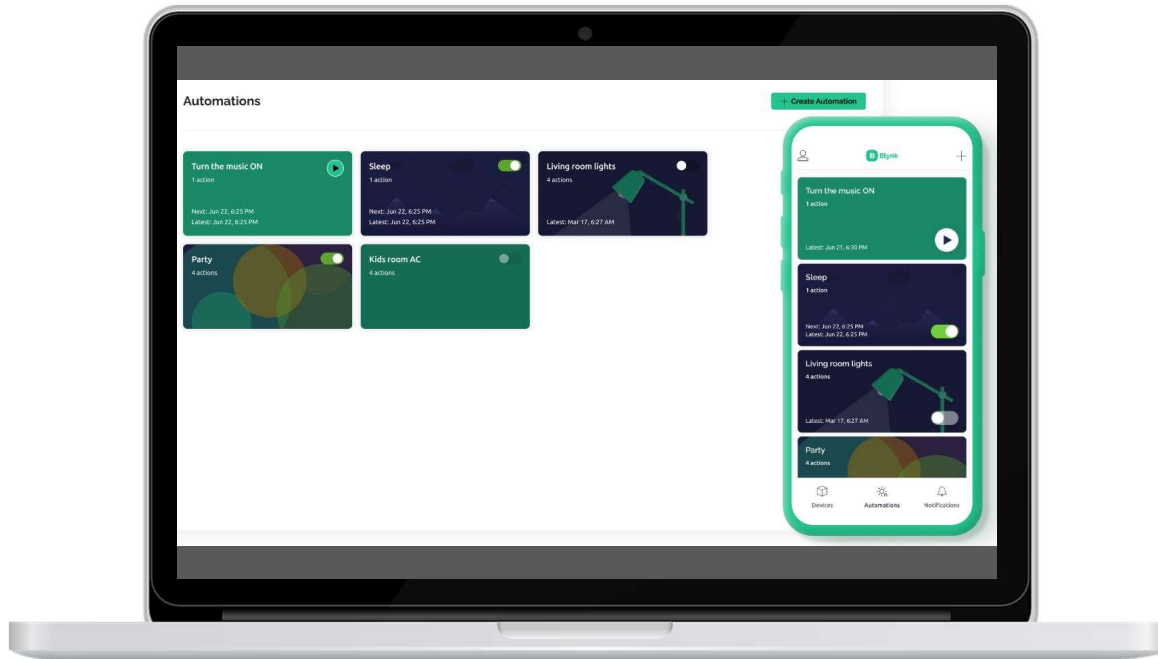 Automations
+ Create Automation
Turn the music ON
1 action
Next: Jun 22, 6:25 PM
Latest: Jun 22, 6:25 PM
Sleep
1 action
Next: Jun 22, 6:25 PM
Latest: Jun 22, 6:25 PM
Living room lights
4 actions
Latest: Mar 17, 6:27 AM
Party
4 actions
Kids room AC
4 actions
B Blynk
Turn the music ON
1 action
Latest: Jun 21, 6:30 PM
Sleep
1 action
Next: Jun 22, 6:25 PM
Latest: Jun 22, 6:25 PM
Living room lights
4 actions
Latest: Mar 17, 6:27 AM
Party
4 actions
Devices
Automations
Notifications